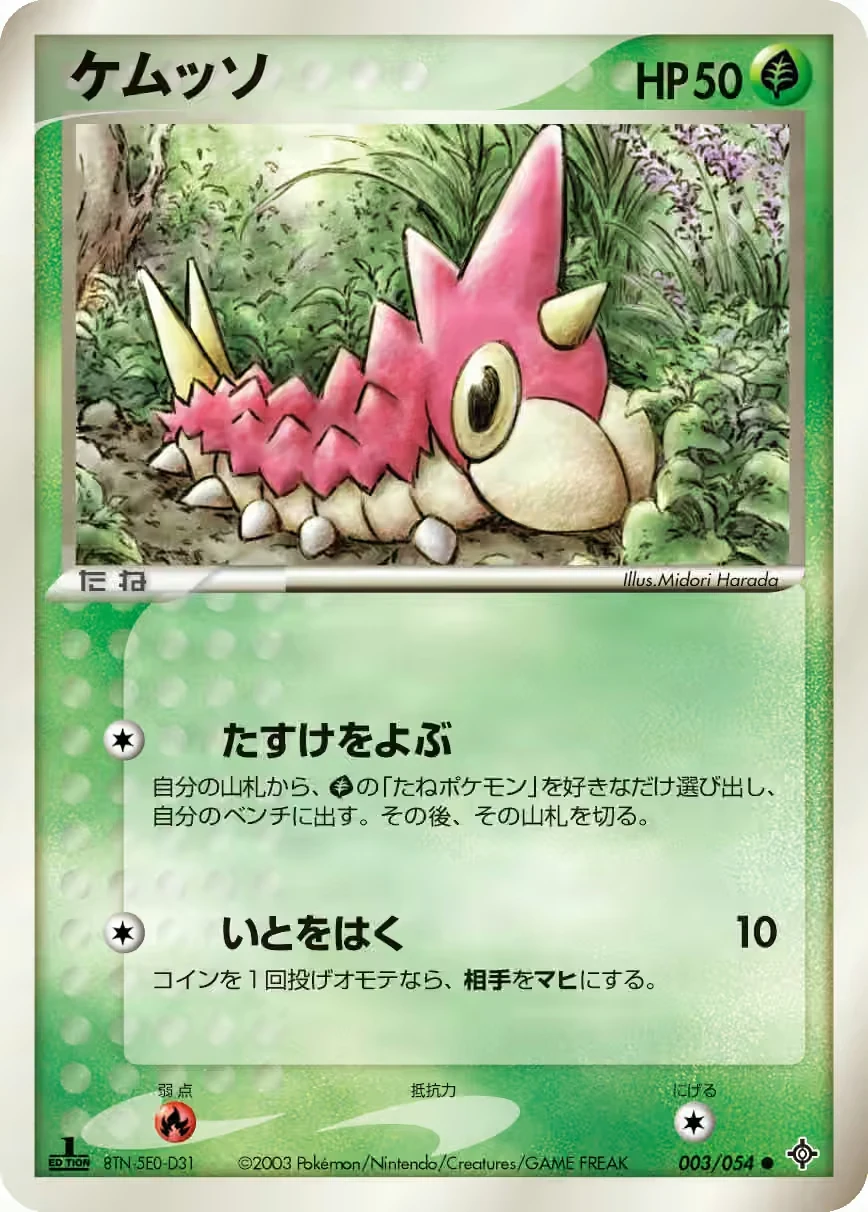 ケムッソ HP50
たね Illus.Midori Harada
たすけをよぶ
自分の山札から、の「たねポケモン」を好きなだけ選び出し、
自分のベンチに出す。その後、その山札を切る。
いとをはく 10
コインを1回投げオモテなら、相手をマヒにする。
弱点 抵抗力 にげる
1 EDITION 8TN-5E0-D31 ©2003 Pokémon/Nintendo/Creatures/GAME FREAK 003/054